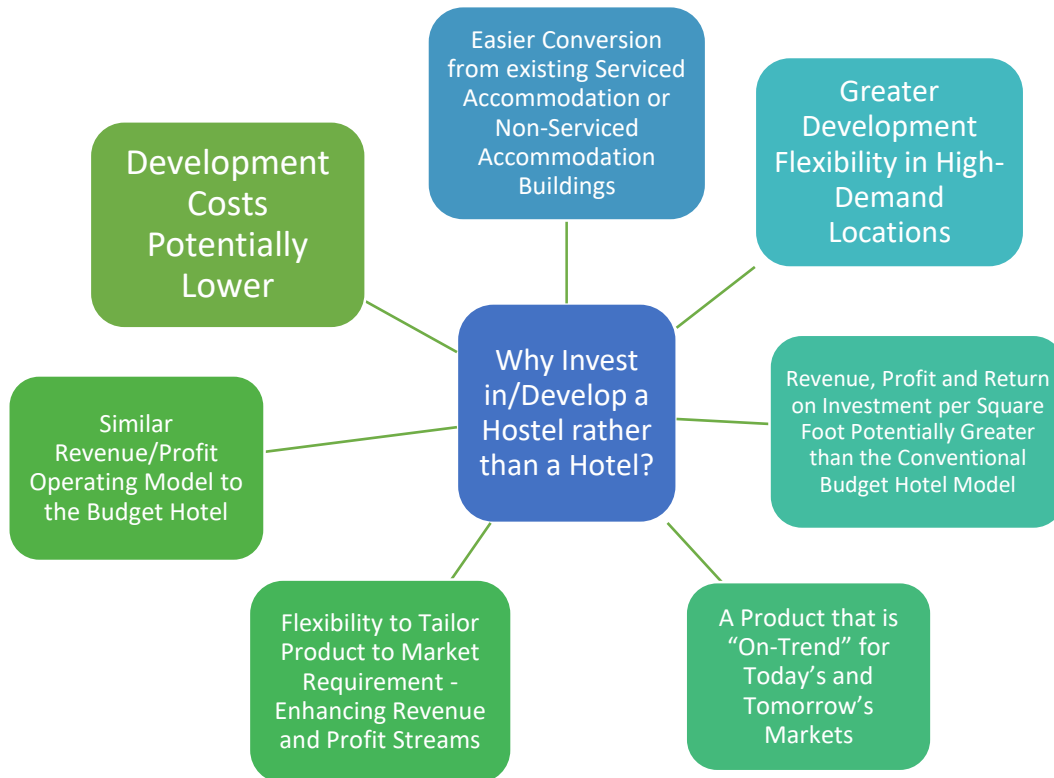 Easier Conversion
from existing Serviced
Accommodation or
Non-Serviced
Accommodation
Buildings
Greater
Development
Flexibility in High-
Demand
Locations
Revenue, Profit and Return
on Investment per Square
Foot Potentially Greater
than the Conventional
Budget Hotel Model
A Product that is
“On-Trend” for
Today’s and
Tomorrow’s
Markets
Flexibility to Tailor
Product to Market
Requirement -
Enhancing Revenue
and Profit Streams
Similar
Revenue/Profit
Operating Model to
the Budget Hotel
Development
Costs
Potentially
Lower
Why Invest
in/Develop a
Hostel rather
than a Hotel?